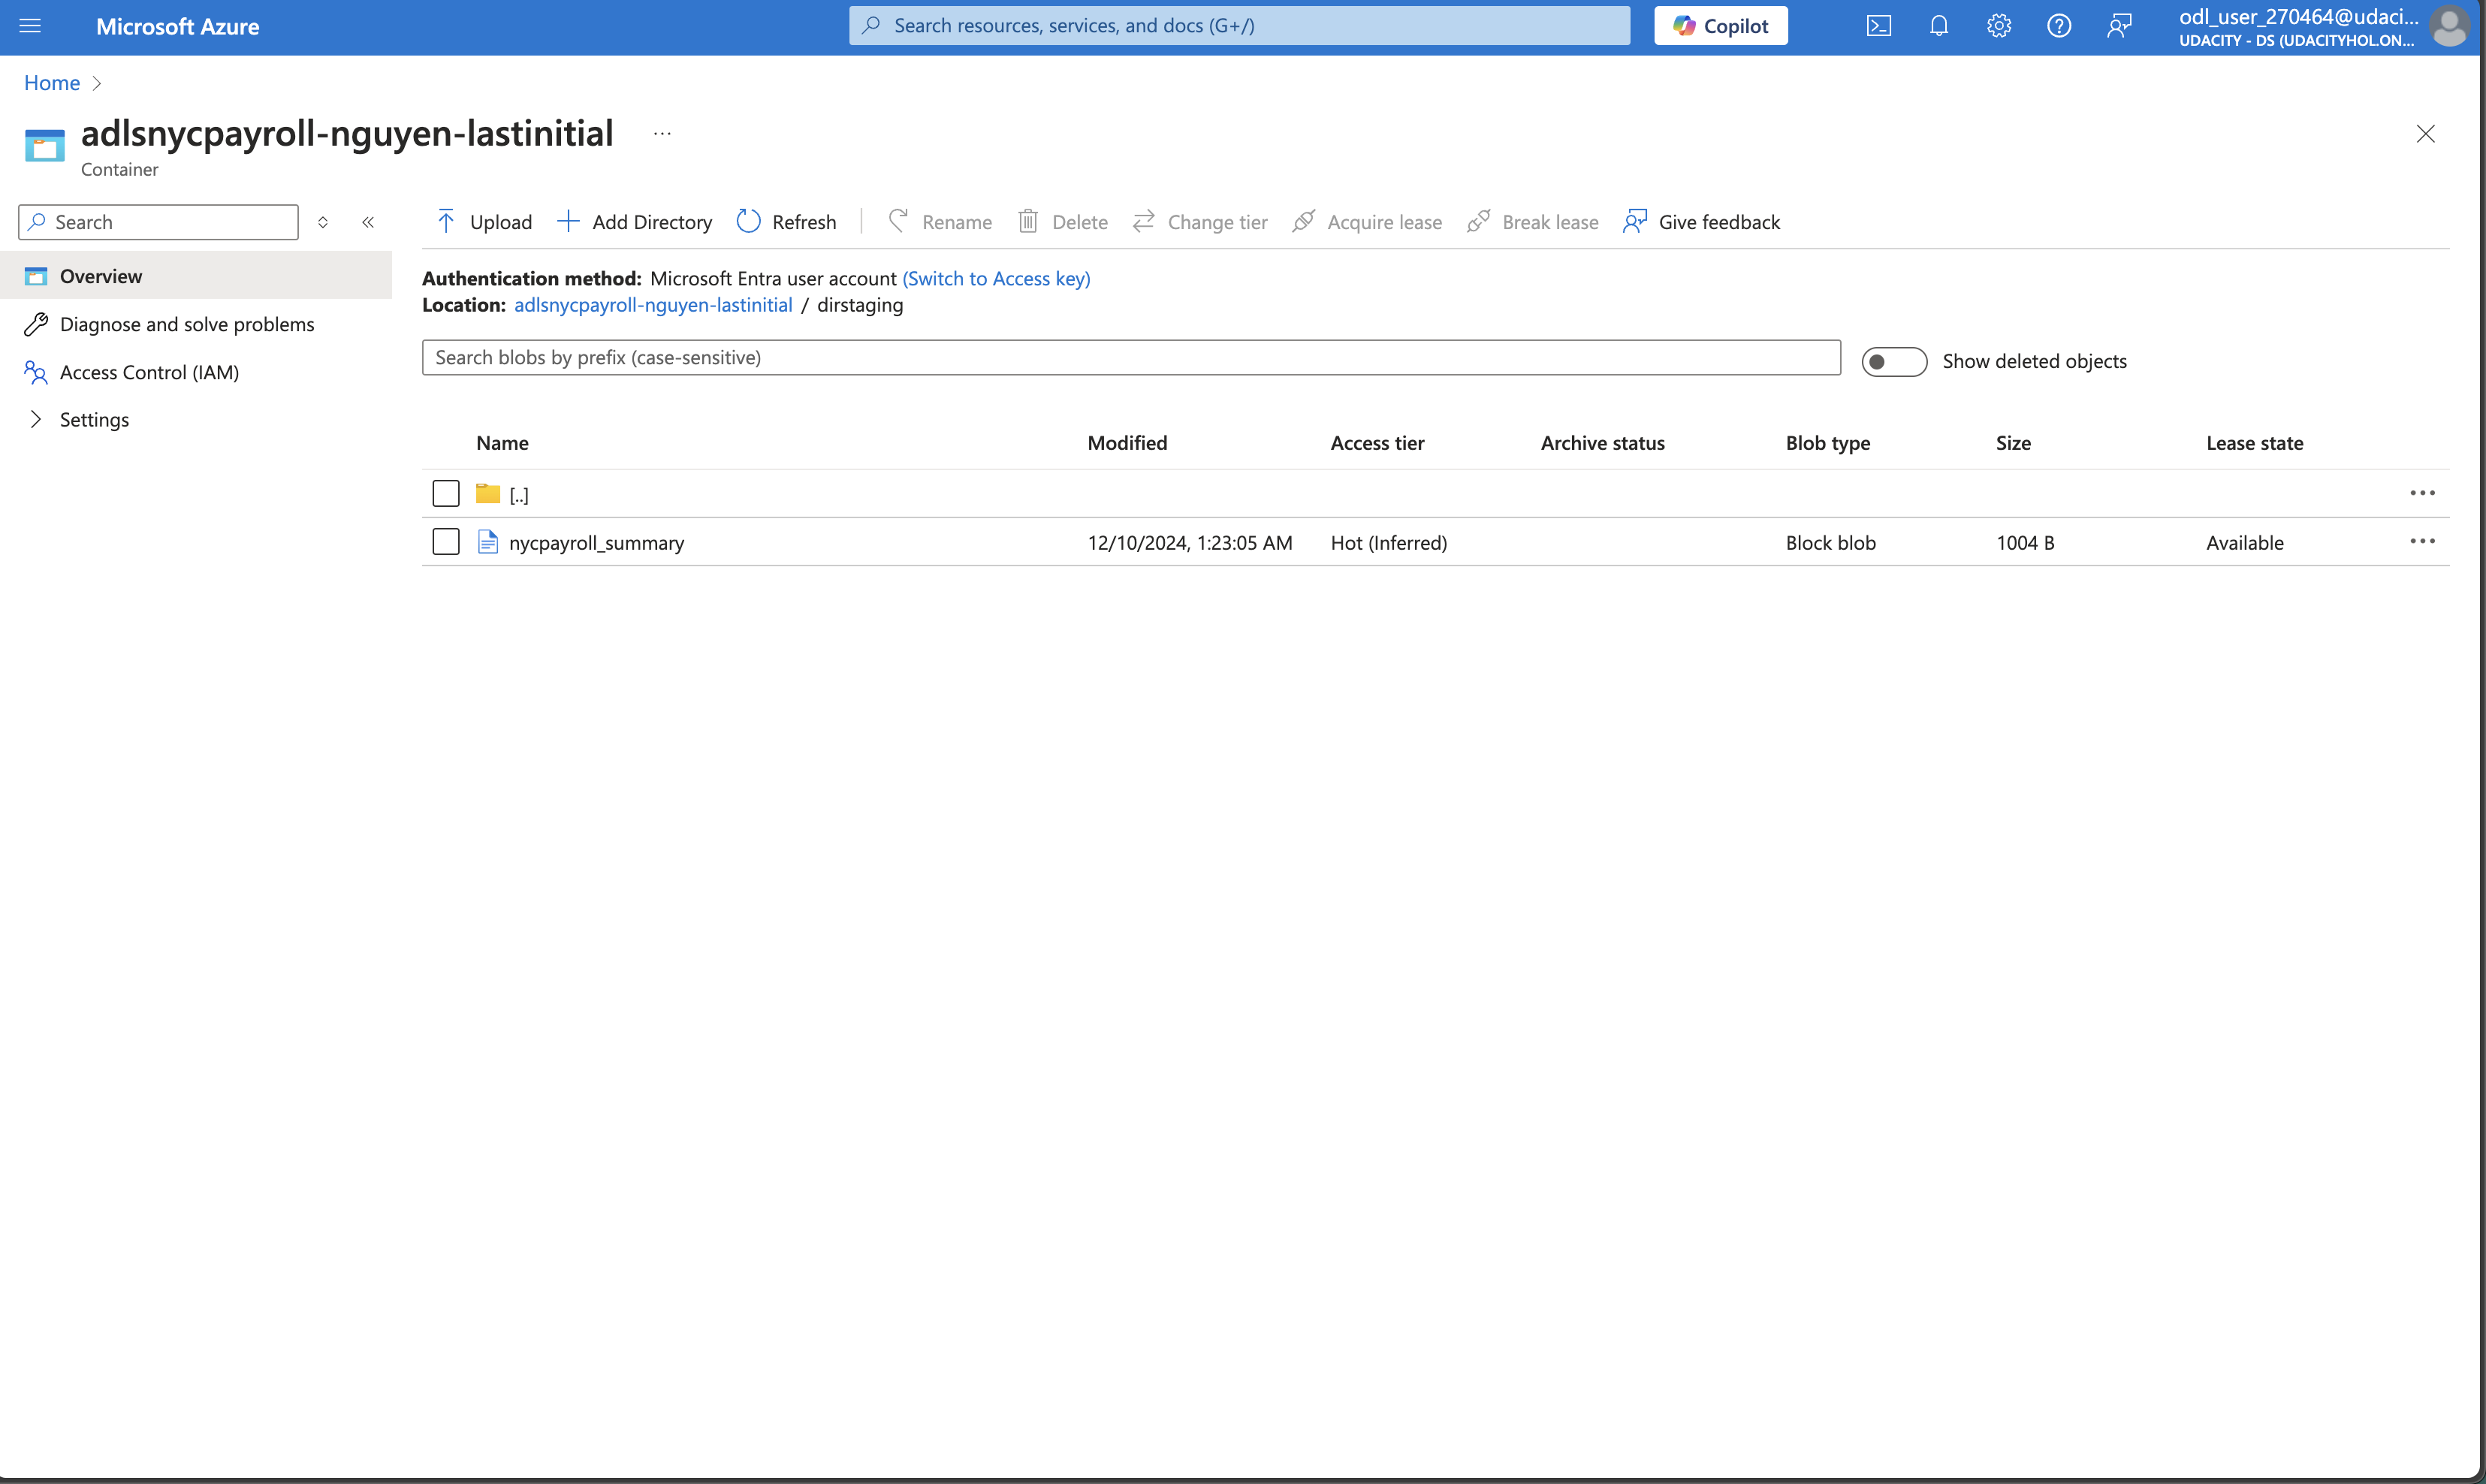 Microsoft Azure
Search resources, services, and docs (G+/)
Copilot
odl_user_270464@udaci...
UDACITY - DS (UDACITYHOL.ON...
Home
adlsnycpayroll-nguyen-lastinitial ...
Container
Search
Upload Add Directory Refresh Rename Delete Change tier Acquire lease Break lease Give feedback
Overview
Diagnose and solve problems
Access Control (IAM)
Settings
Authentication method: Microsoft Entra user account (Switch to Access key)
Location: adlsnycpayroll-nguyen-lastinitial / dirstaging
Search blobs by prefix (case-sensitive)
Show deleted objects
Name Modified Access tier Archive status Blob type Size Lease state
[..]
nycpayroll_summary 12/10/2024, 1:23:05 AM Hot (Inferred) Block blob 1004 B Available